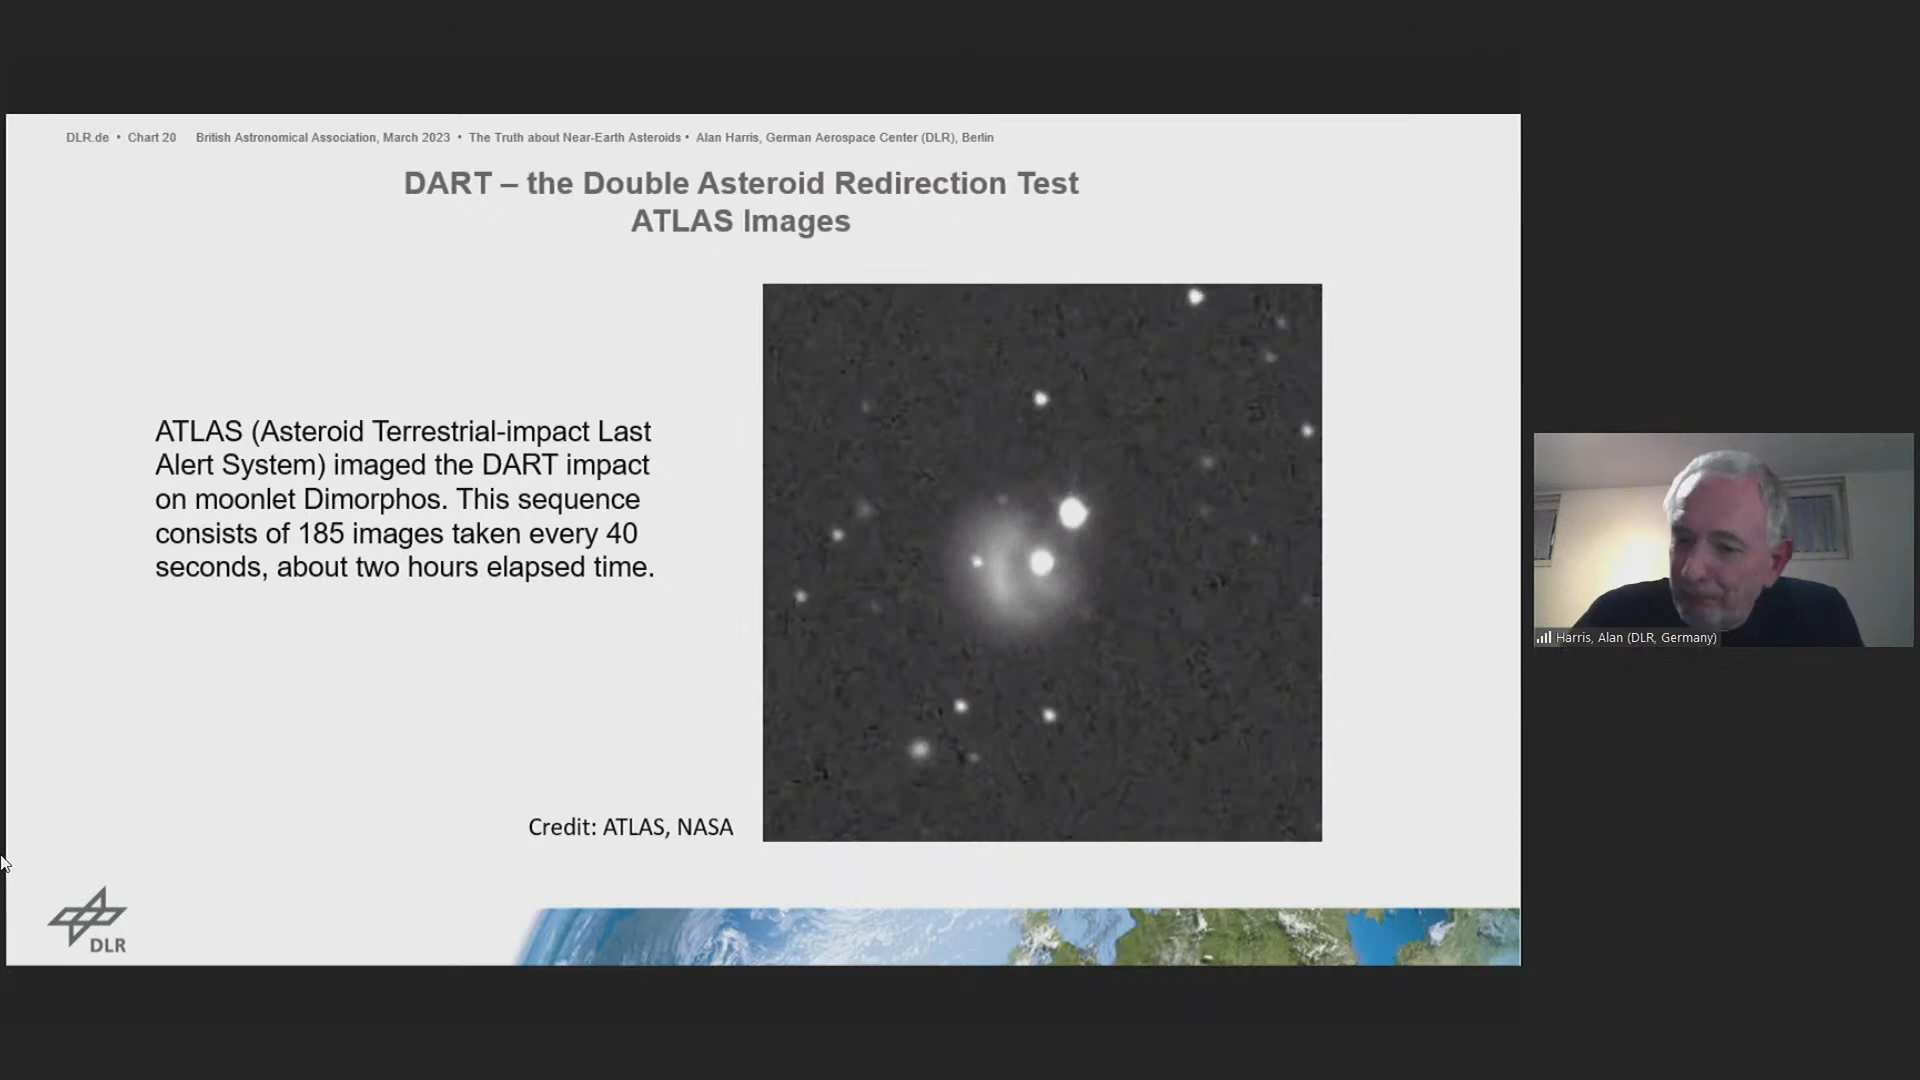 DLR.de • Chart 20 British Astronomical Association, March 2023 • The Truth about Near-Earth Asteroids • Alan Harris, German Aerospace Center (DLR), Berlin
DART – the Double Asteroid Redirection Test
ATLAS Images
ATLAS (Asteroid Terrestrial-impact Last
Alert System) imaged the DART impact
on moonlet Dimorphos. This sequence
consists of 185 images taken every 40
seconds, about two hours elapsed time.
Credit: ATLAS, NASA
DLR
Harris, Alan (DLR, Germany)